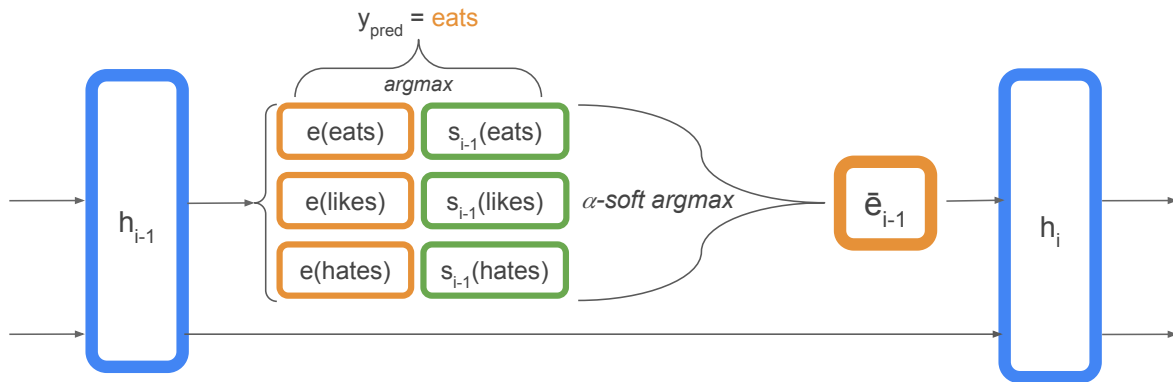 y_pred = eats
argmax
e(eats) s_i-1(eats)
h_i-1 e(likes) s_i-1(likes) α-soft argmax ē_i-1 h_i
e(hates) s_i-1(hates)